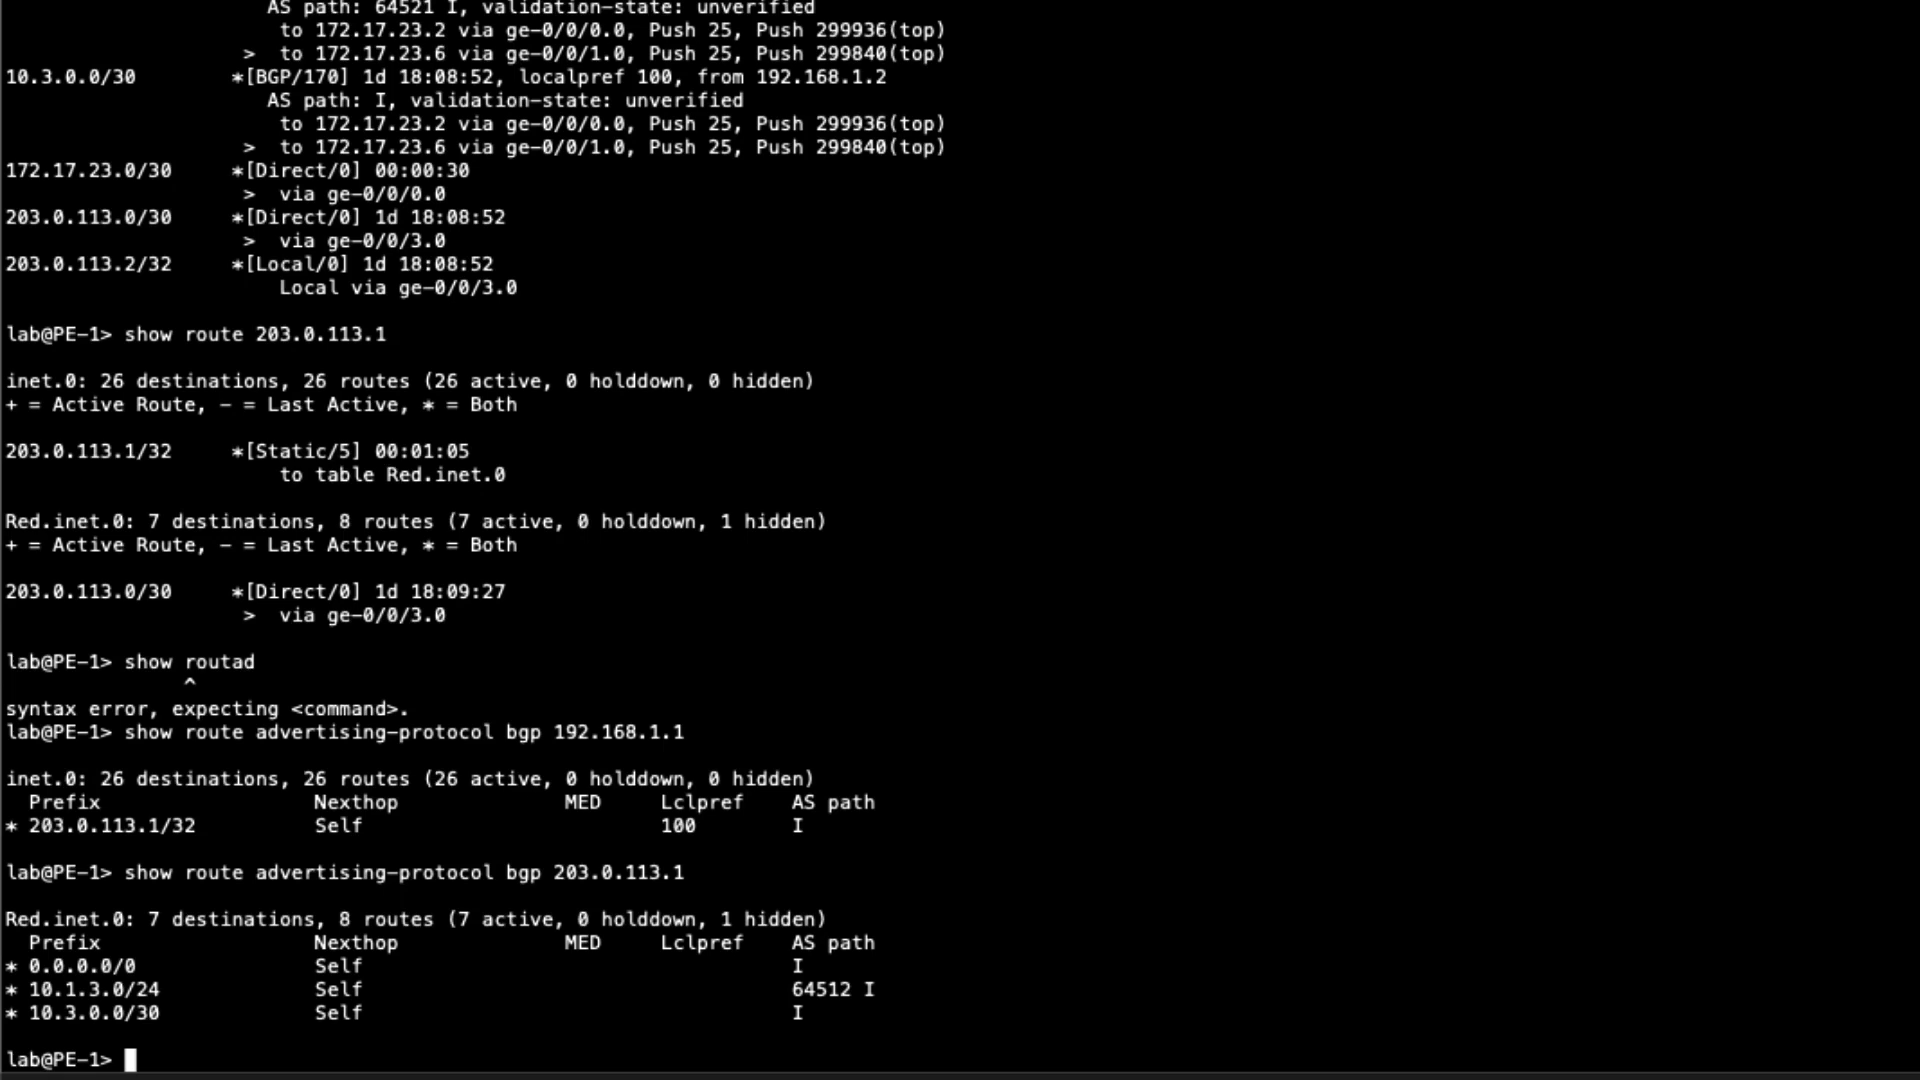 AS path: 64521 I, validation-state: unverified
to 172.17.23.2 via ge-0/0/0.0, Push 25, Push 299936(top)
> to 172.17.23.6 via ge-0/0/1.0, Push 25, Push 299840(top)
10.3.0.0/30 *[BGP/170] 1d 18:08:52, localpref 100, from 192.168.1.2
AS path: I, validation-state: unverified
to 172.17.23.2 via ge-0/0/0.0, Push 25, Push 299936(top)
> to 172.17.23.6 via ge-0/0/1.0, Push 25, Push 299840(top)
172.17.23.0/30 *[Direct/0] 00:00:30
> via ge-0/0/0.0
203.0.113.0/30 *[Direct/0] 1d 18:08:52
> via ge-0/0/3.0
203.0.113.2/32 *[Local/0] 1d 18:08:52
Local via ge-0/0/3.0
lab@PE-1> show route 203.0.113.1
inet.0: 26 destinations, 26 routes (26 active, 0 holddown, 0 hidden)
+ = Active Route, - = Last Active, * = Both
203.0.113.1/32 *[Static/5] 00:01:05
to table Red.inet.0
Red.inet.0: 7 destinations, 8 routes (7 active, 0 holddown, 1 hidden)
+ = Active Route, - = Last Active, * = Both
203.0.113.0/30 *[Direct/0] 1d 18:09:27
> via ge-0/0/3.0
lab@PE-1> show routad
^
syntax error, expecting <command>.
lab@PE-1> show route advertising-protocol bgp 192.168.1.1
inet.0: 26 destinations, 26 routes (26 active, 0 holddown, 0 hidden)
Prefix Nexthop MED Lclpref AS path
* 203.0.113.1/32 Self 100 I
lab@PE-1> show route advertising-protocol bgp 203.0.113.1
Red.inet.0: 7 destinations, 8 routes (7 active, 0 holddown, 1 hidden)
Prefix Nexthop MED Lclpref AS path
* 0.0.0.0/0 Self I
* 10.1.3.0/24 Self 64512 I
* 10.3.0.0/30 Self I
lab@PE-1>